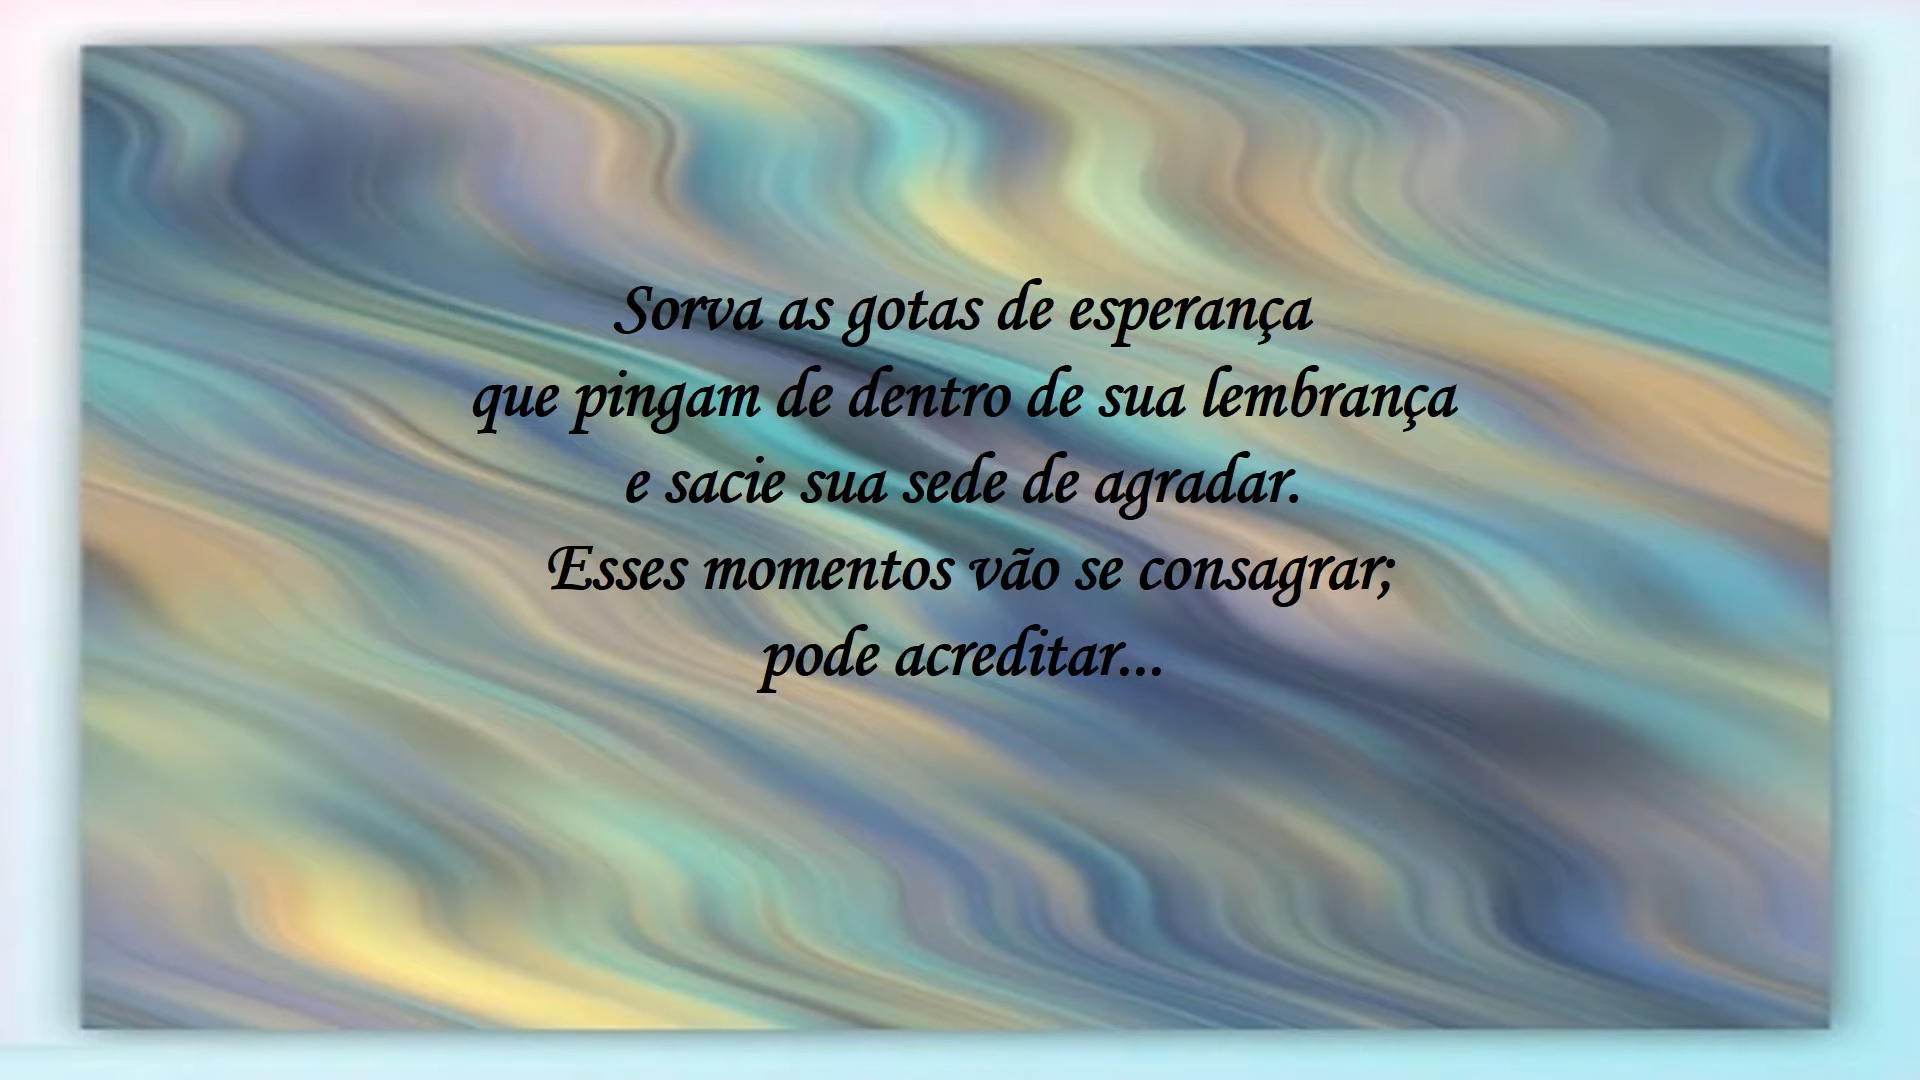 Sorva as gotas de esperança
que pingam de dentro de sua lembrança
e sacie sua sede de agradar.
Esses momentos vão se consagrar;
pode acreditar...